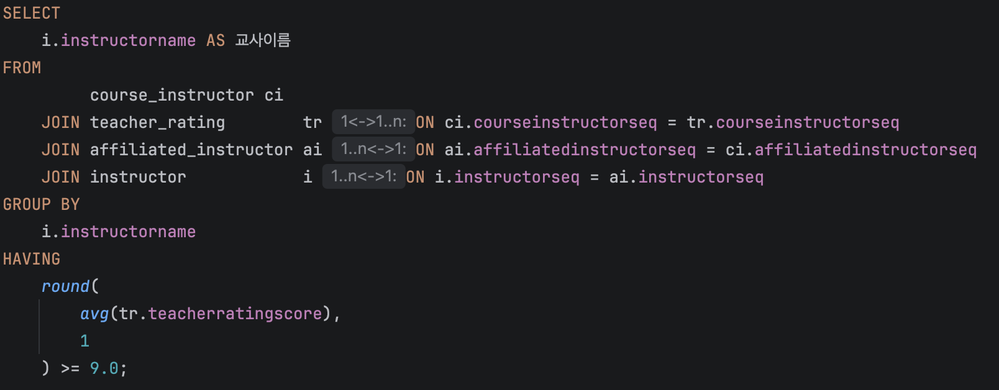 SELECT
i.instructorname AS 교사이름
FROM
course_instructor ci
JOIN teacher_rating tr 1<->1..n: ON ci.courseinstructorseq = tr.courseinstructorseq
JOIN affiliated_instructor ai 1..n<->1: ON ai.affiliatedinstructorseq = ci.affiliatedinstructorseq
JOIN instructor i 1..n<->1: ON i.instructorseq = ai.instructorseq
GROUP BY
i.instructorname
HAVING
round(
avg(tr.teacherratingscore),
1
) >= 9.0;